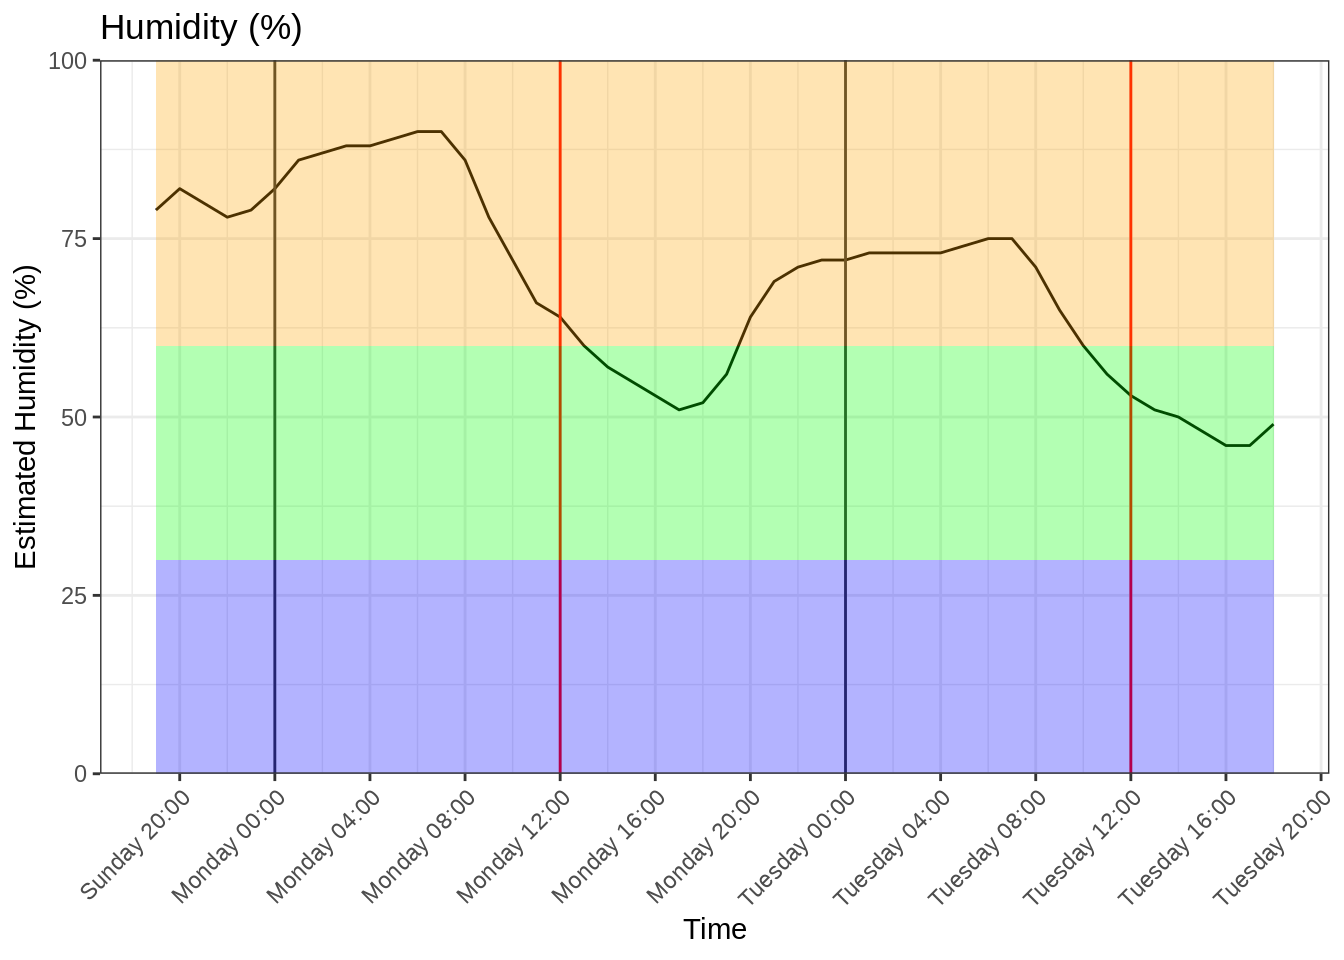 Humidity (%)
100
75
50
25
0
Estimated Humidity (%)
Sunday 20:00
Monday 00:00
Monday 04:00
Monday 08:00
Monday 12:00
Monday 16:00
Monday 20:00
Tuesday 00:00
Tuesday 04:00
Tuesday 08:00
Tuesday 12:00
Tuesday 16:00
Tuesday 20:00
Time